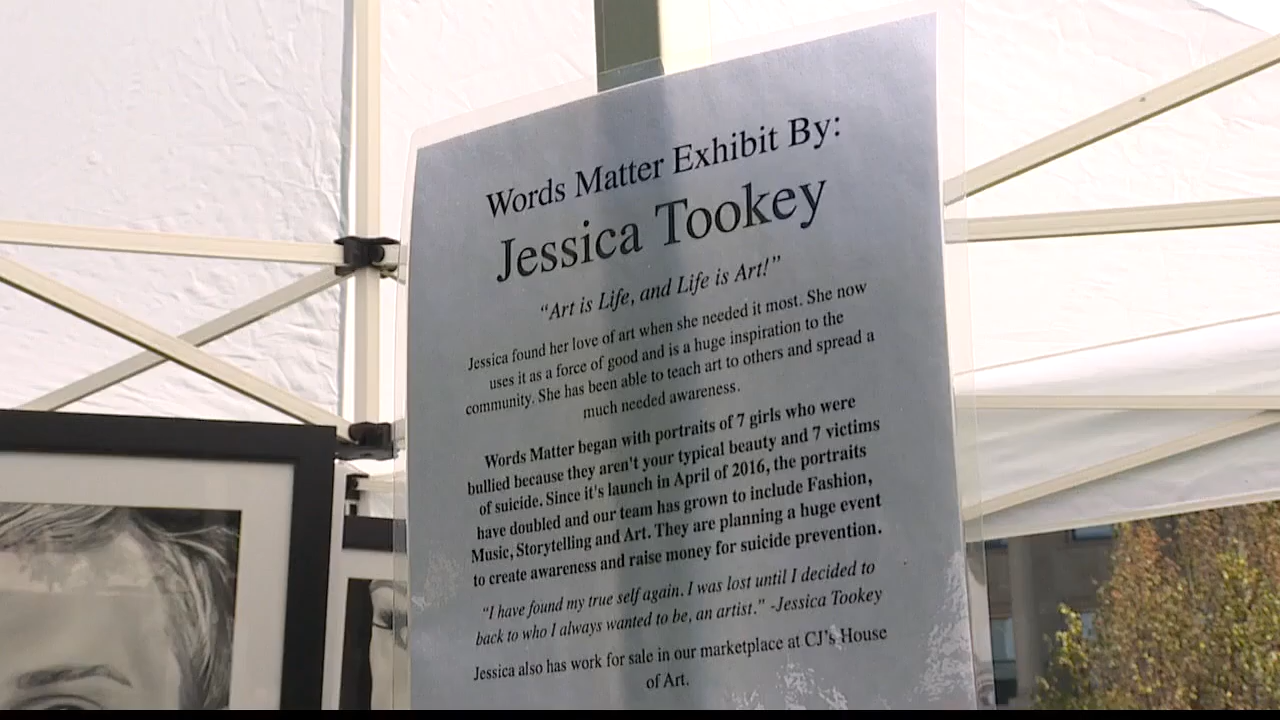 Words Matter Exhibit By:
Jessica Tookey
“Art is Life, and Life is Art!”
Jessica found her love of art when she needed it most. She now
uses it as a force of good and is a huge inspiration to the
community. She has been able to teach art to others and spread a
much needed awareness.
Words Matter began with portraits of 7 girls who were
bullied because they aren't your typical beauty and 7 victims
of suicide. Since it's launch in April of 2016, the portraits
have doubled and our team has grown to include Fashion,
Music, Storytelling and Art. They are planning a huge event
to create awareness and raise money for suicide prevention.
“I have found my true self again. I was lost until I decided to
back to who I always wanted to be, an artist.” -Jessica Tookey
Jessica also has work for sale in our marketplace at CJ's House
of Art.